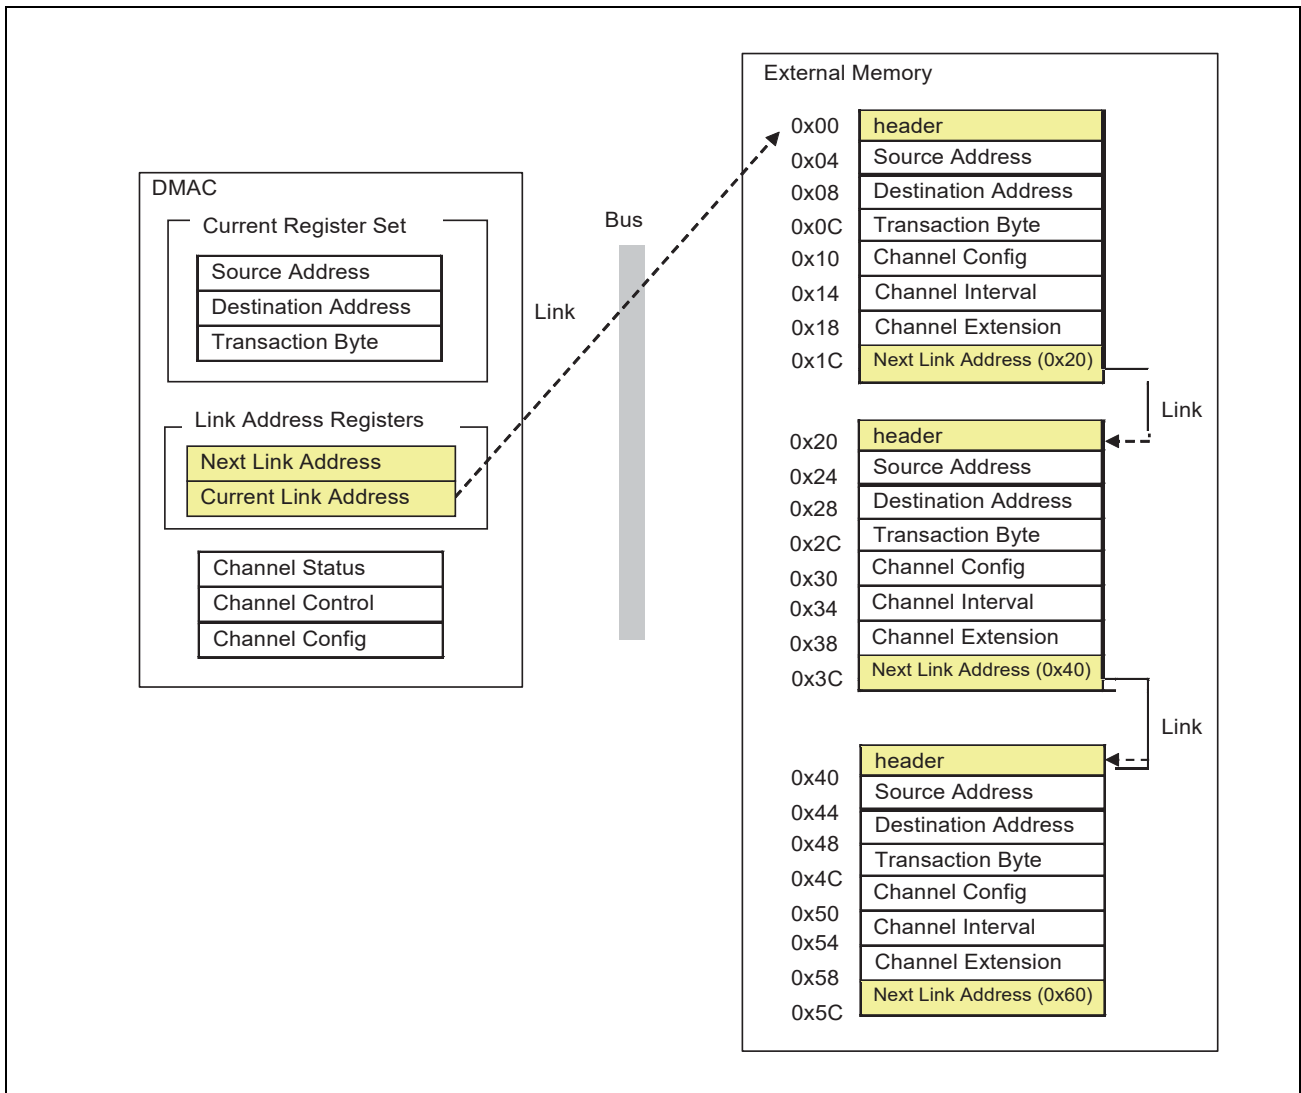 DMAC
Current Register Set
Source Address
Destination Address
Transaction Byte
Link Address Registers
Next Link Address
Current Link Address
Channel Status
Channel Control
Channel Config
Link
Bus
External Memory
0x00 header
0x04 Source Address
0x08 Destination Address
0x0C Transaction Byte
0x10 Channel Config
0x14 Channel Interval
0x18 Channel Extension
0x1C Next Link Address (0x20)
Link
0x20 header
0x24 Source Address
0x28 Destination Address
0x2C Transaction Byte
0x30 Channel Config
0x34 Channel Interval
0x38 Channel Extension
0x3C Next Link Address (0x40)
Link
0x40 header
0x44 Source Address
0x48 Destination Address
0x4C Transaction Byte
0x50 Channel Config
0x54 Channel Interval
0x58 Channel Extension
0x5C Next Link Address (0x60)